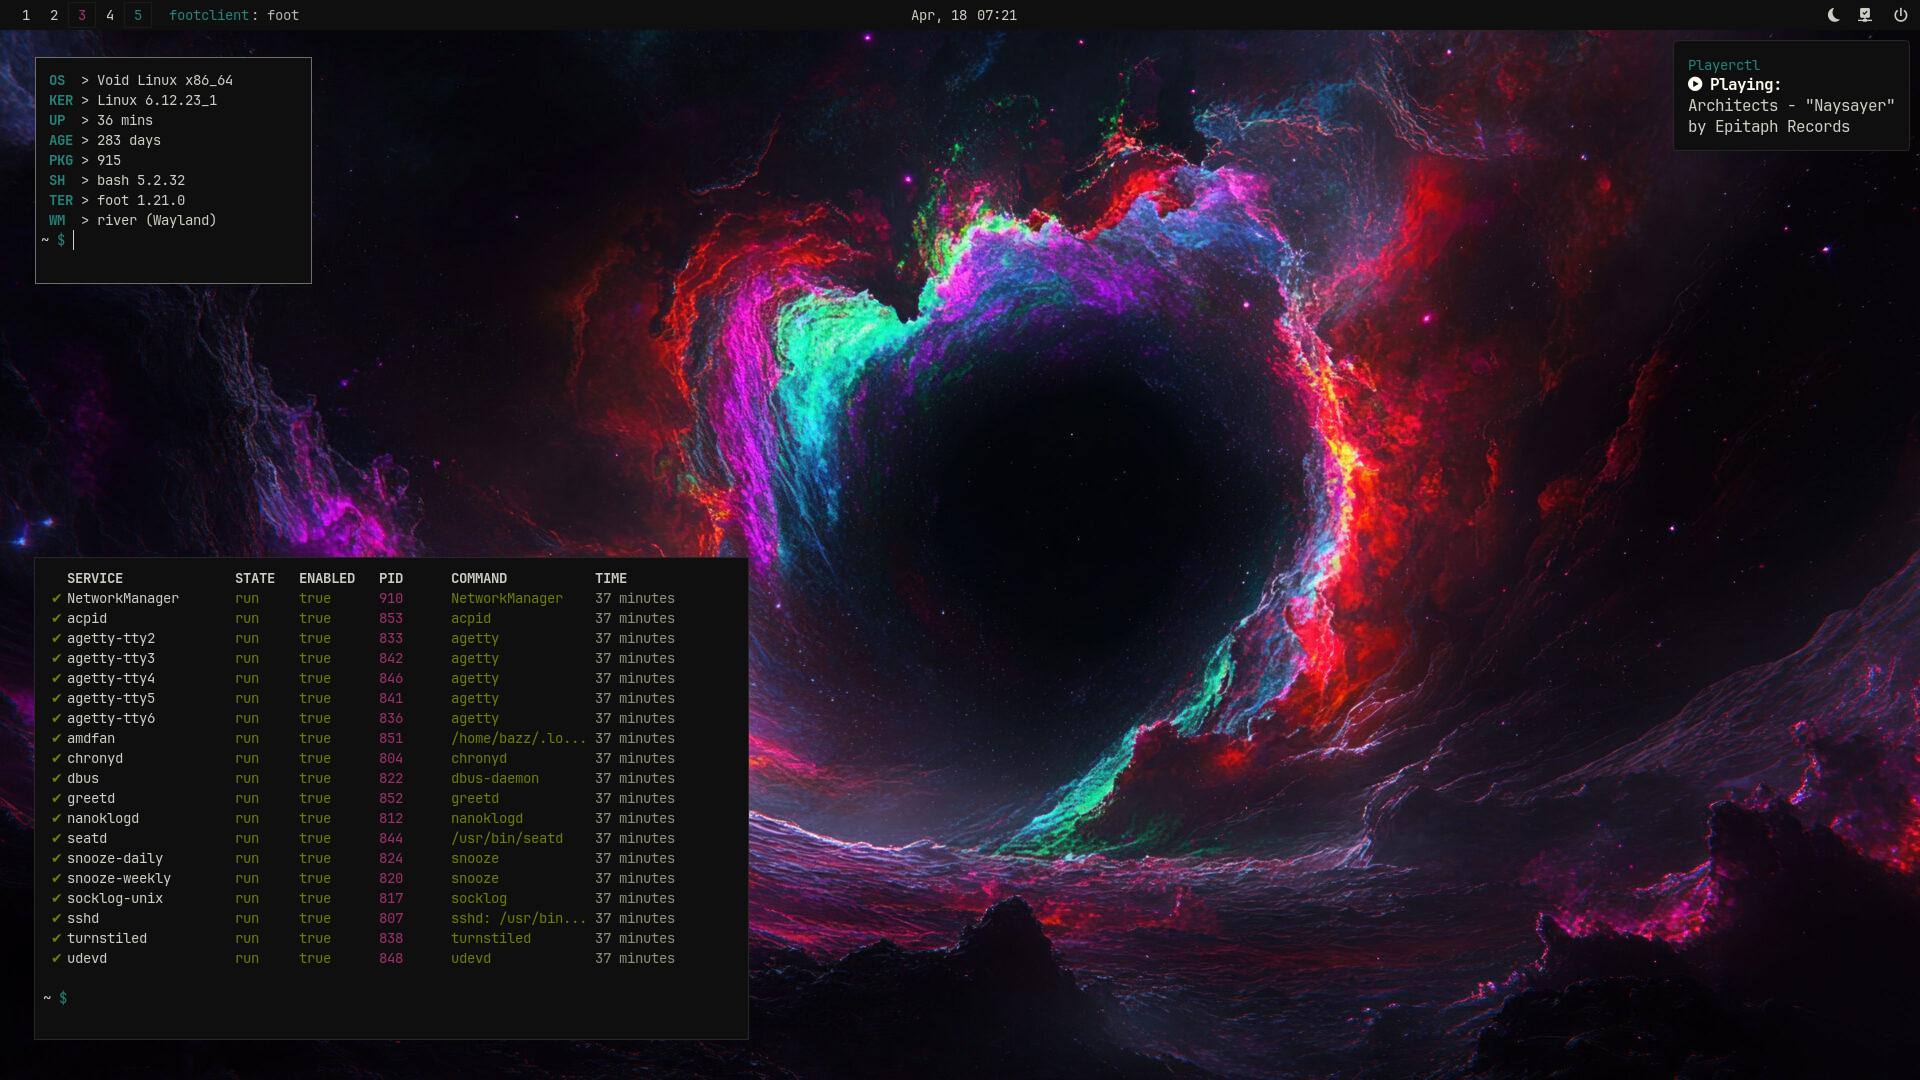 1 2 3 4 5 footclient: foot Apr, 18 07:21
OS > Void Linux x86_64
KER > Linux 6.12.23_1
UP > 36 mins
AGE > 283 days
PKG > 915
SH > bash 5.2.32
TER > foot 1.21.0
WM > river (Wayland)
~ $
Playerctl
Playing:
Architects - "Naysayer"
by Epitaph Records
SERVICE STATE ENABLED PID COMMAND TIME
✔ NetworkManager run true 910 NetworkManager 37 minutes
✔ acpid run true 853 acpid 37 minutes
✔ agetty-tty2 run true 833 agetty 37 minutes
✔ agetty-tty3 run true 842 agetty 37 minutes
✔ agetty-tty4 run true 846 agetty 37 minutes
✔ agetty-tty5 run true 841 agetty 37 minutes
✔ agetty-tty6 run true 836 agetty 37 minutes
✔ amdfan run true 851 /home/bazz/.lo... 37 minutes
✔ chronyd run true 804 chronyd 37 minutes
✔ dbus run true 822 dbus-daemon 37 minutes
✔ greetd run true 852 greetd 37 minutes
✔ nanoklogd run true 812 nanoklogd 37 minutes
✔ seatd run true 844 /usr/bin/seatd 37 minutes
✔ snooze-daily run true 824 snooze 37 minutes
✔ snooze-weekly run true 820 snooze 37 minutes
✔ socklog-unix run true 817 socklog 37 minutes
✔ sshd run true 807 sshd: /usr/bin... 37 minutes
✔ turnstiled run true 838 turnstiled 37 minutes
✔ udevd run true 848 udevd 37 minutes
~ $